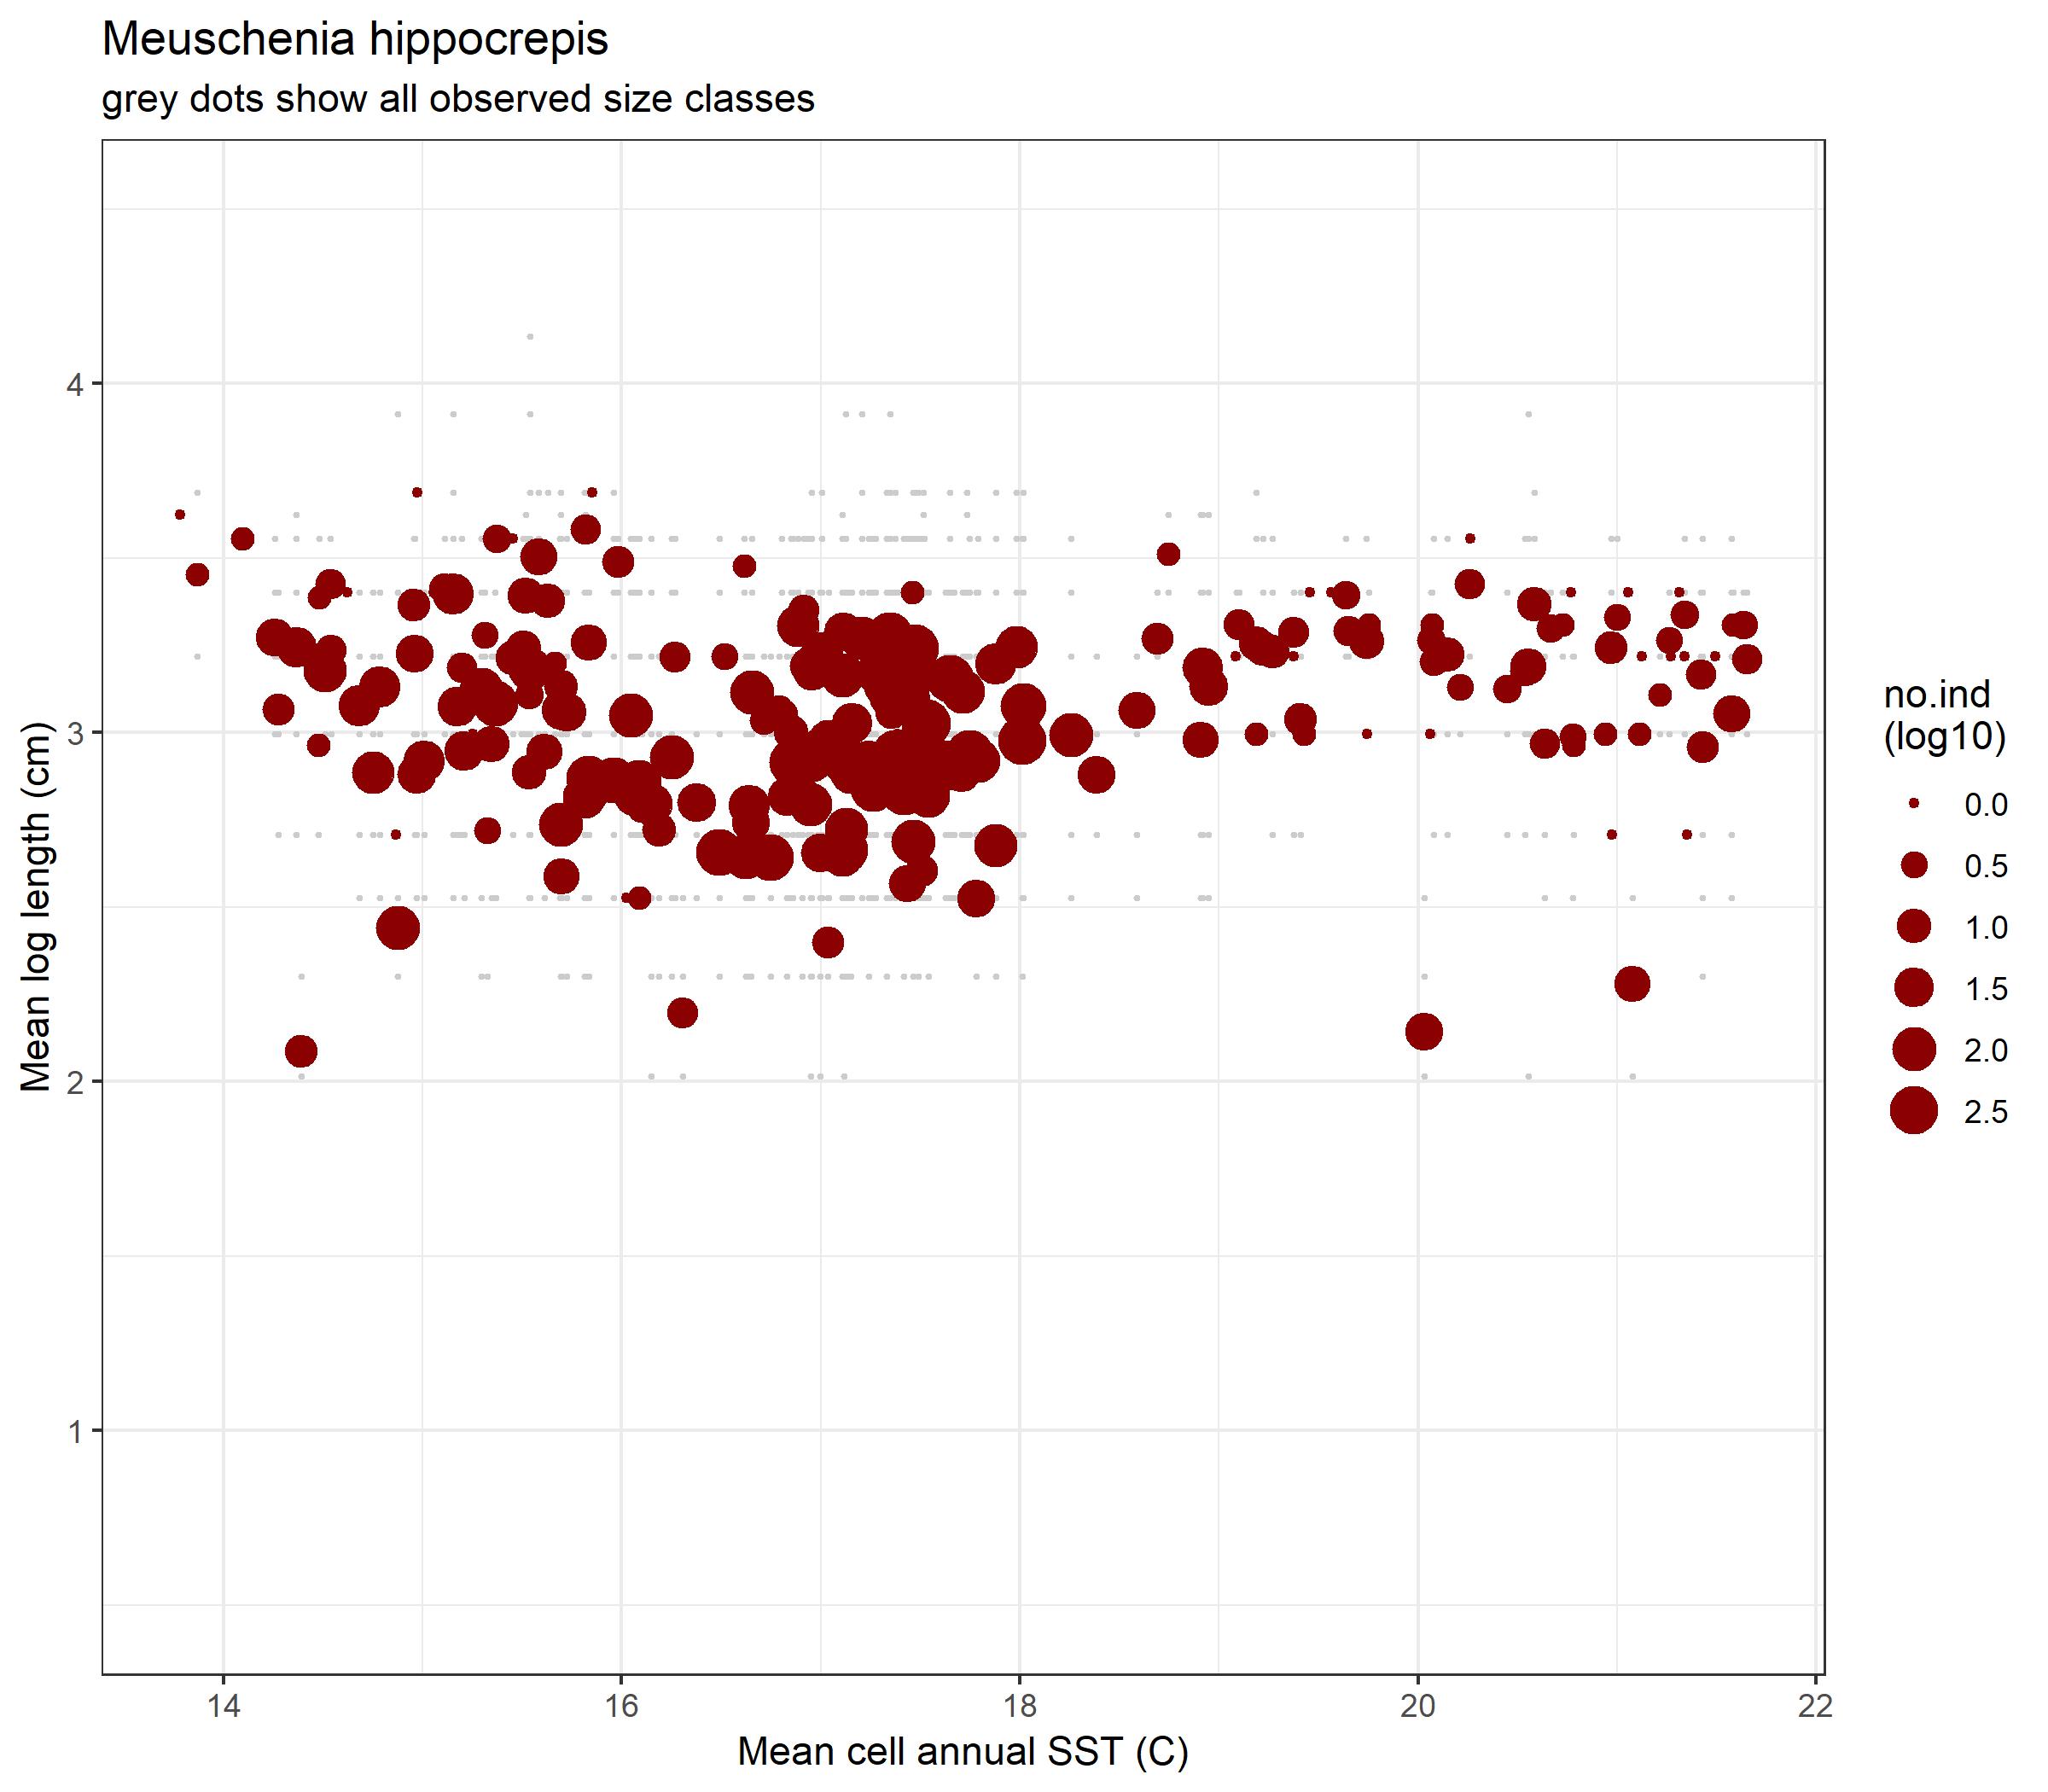 Meuschenia hippocrepis
grey dots show all observed size classes
Mean log length (cm)
4
3
2
1
14
16
18
20
22
Mean cell annual SST (C)
no.ind
(log10)
0.0
0.5
1.0
1.5
2.0
2.5